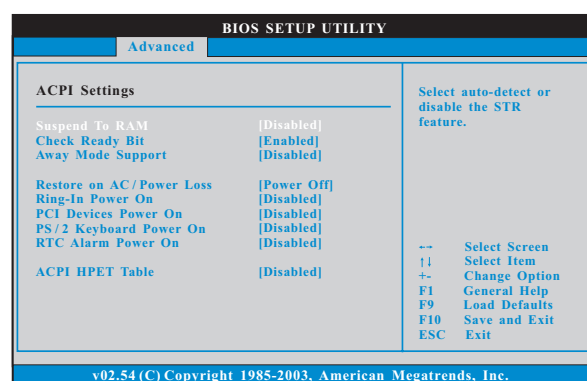 BIOS SETUP UTILITY
Advanced
ACPI Settings
Suspend To RAM [Disabled]
Check Ready Bit [Enabled]
Away Mode Support [Disabled]
Restore on AC / Power Loss [Power Off]
Ring-In Power On [Disabled]
PCI Devices Power On [Disabled]
PS / 2 Keyboard Power On [Disabled]
RTC Alarm Power On [Disabled]
ACPI HPET Table [Disabled]
Select auto-detect or
disable the STR
feature.
←→ Select Screen
↑↓ Select Item
+- Change Option
F1 General Help
F9 Load Defaults
F10 Save and Exit
ESC Exit
v02.54 (C) Copyright 1985-2003, American Megatrends, Inc.